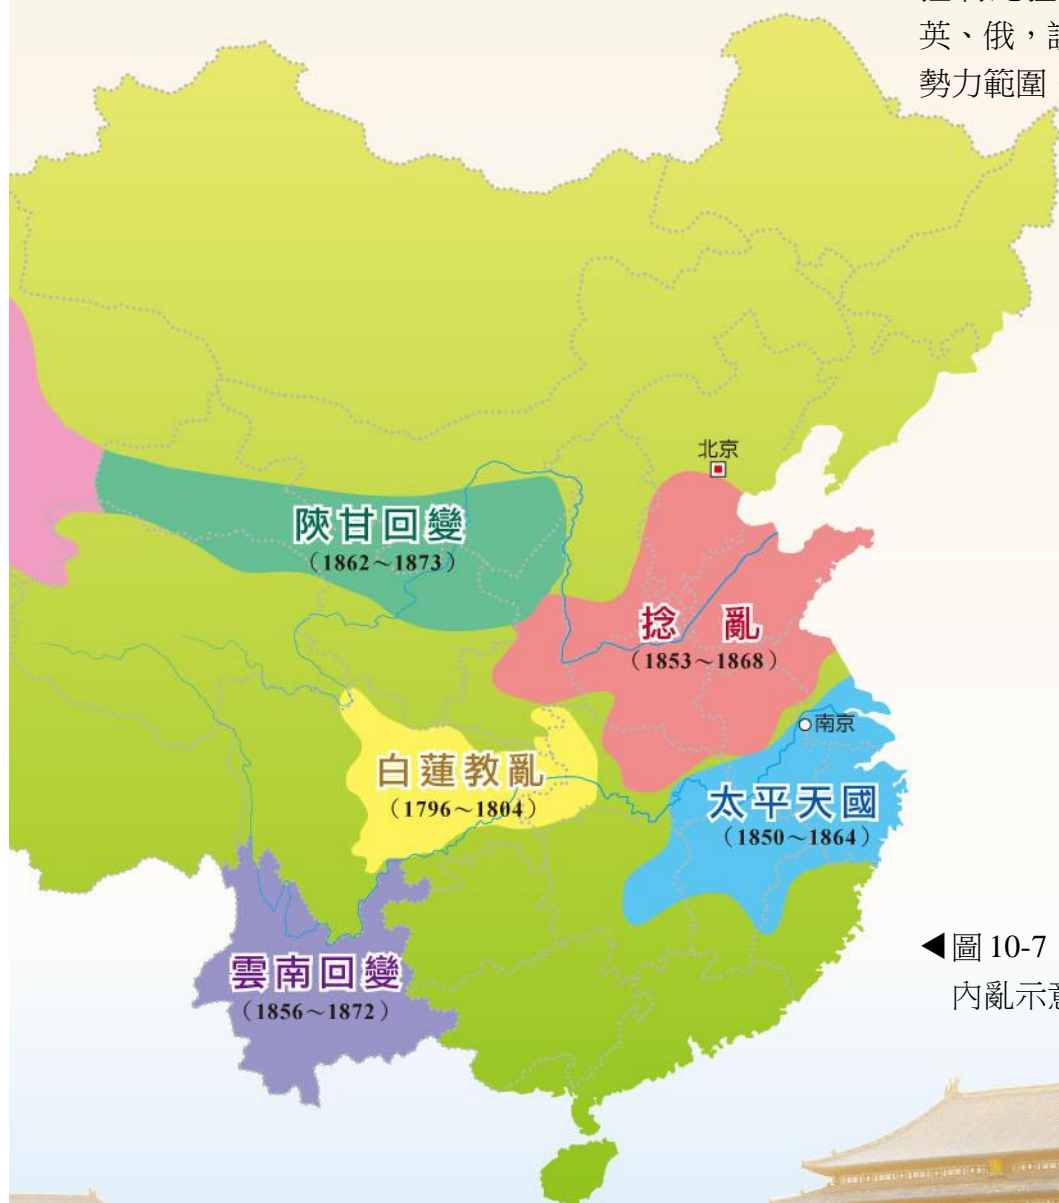 英、俄,
勢力範圍
北京
陝甘回變
(1862~1873)
捻亂
(1853~1868)
南京
白蓮教亂
(1796~1804)
太平天國
(1850~1864)
雲南回變
(1856~1872)
◀圖 10-7
內亂示意